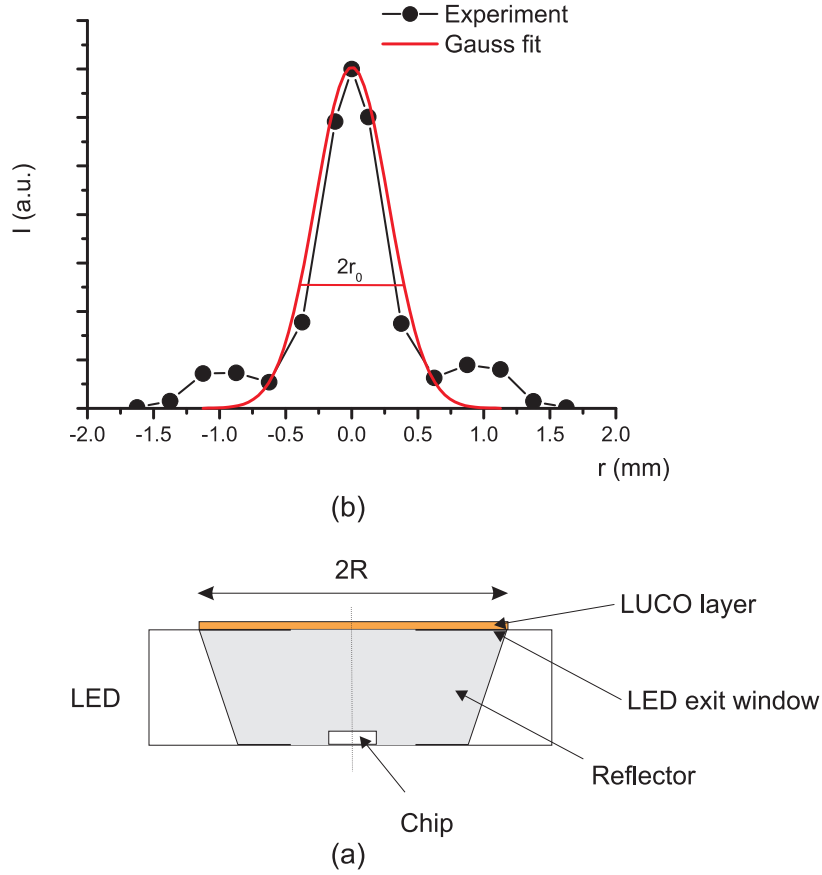 Experiment
Gauss fit
I (a.u.)
2r₀
-2.0 -1.5 -1.0 -0.5 0.0 0.5 1.0 1.5 2.0
r (mm)
(b)
2R
LUCO layer
LED
LED exit window
Reflector
Chip
(a)